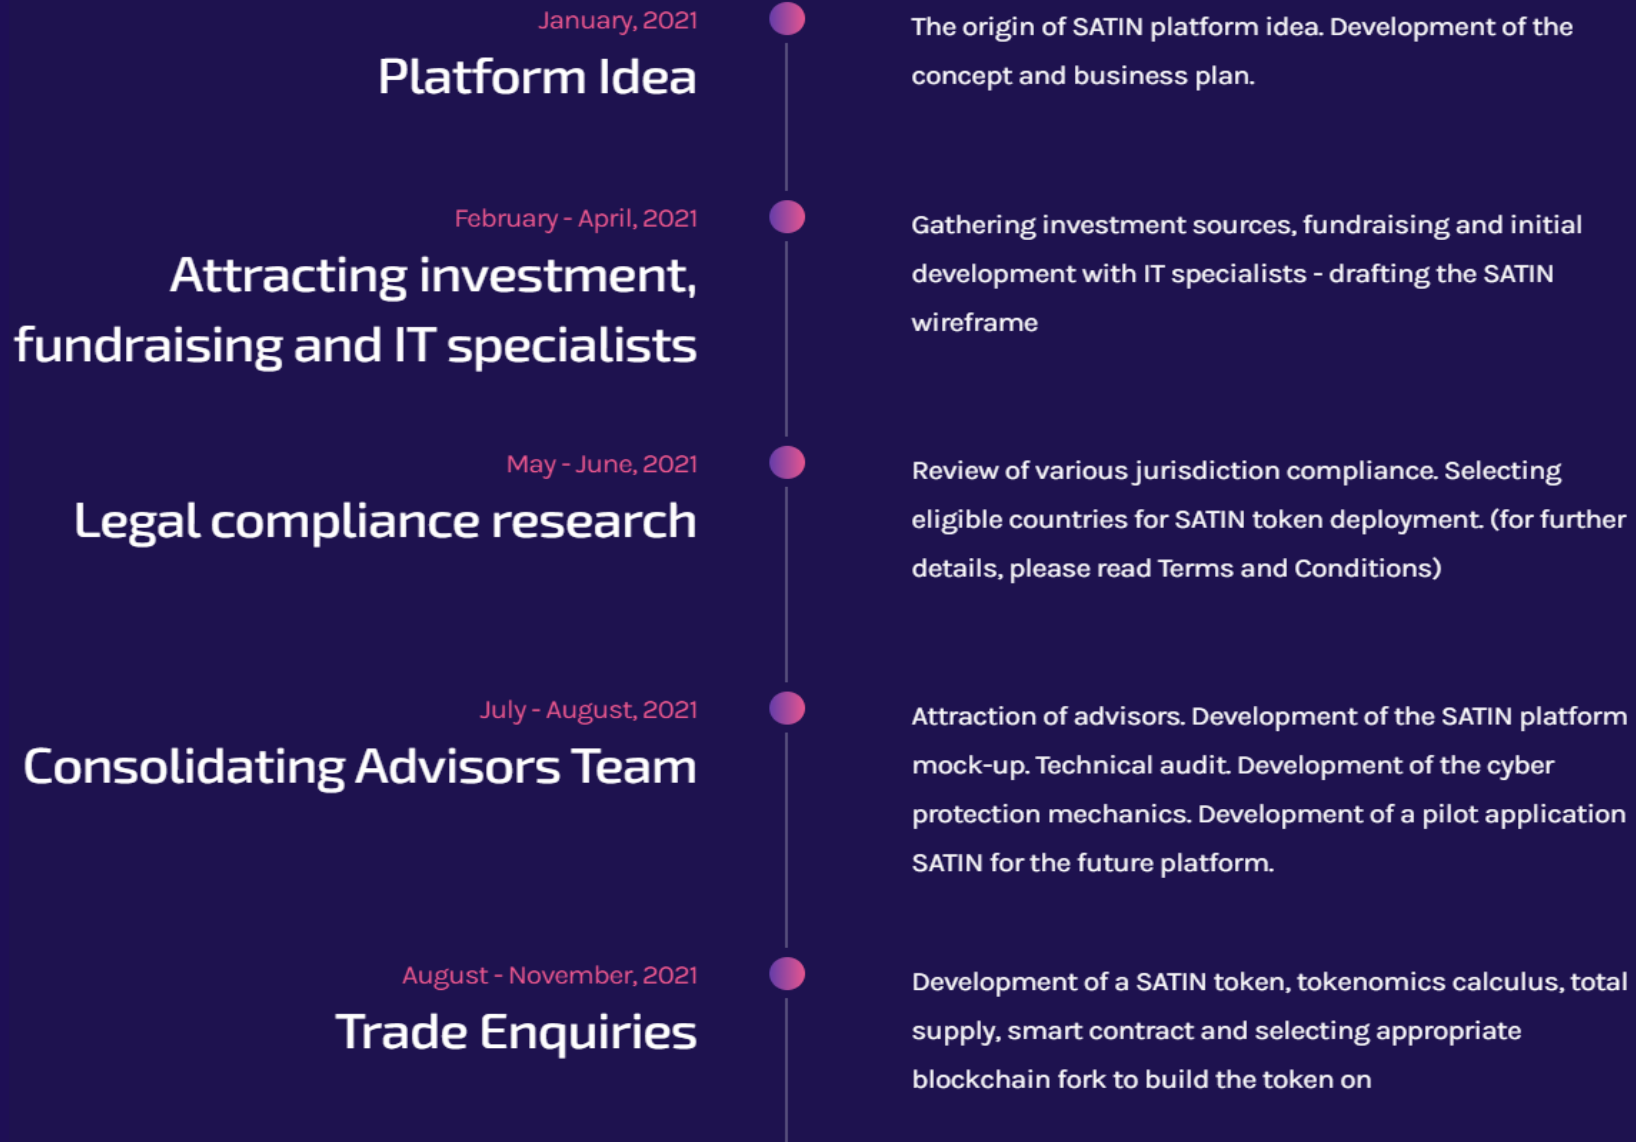 January, 2021
Platform Idea
The origin of SATIN platform idea. Development of the
concept and business plan.
February - April, 2021
Attracting investment,
fundraising and IT specialists
Gathering investment sources, fundraising and initial
development with IT specialists - drafting the SATIN
wireframe
May - June, 2021
Legal compliance research
Review of various jurisdiction compliance. Selecting
eligible countries for SATIN token deployment. (for further
details, please read Terms and Conditions)
July - August, 2021
Consolidating Advisors Team
Attraction of advisors. Development of the SATIN platform
mock-up. Technical audit. Development of the cyber
protection mechanics. Development of a pilot application
SATIN for the future platform.
August - November, 2021
Trade Enquiries
Development of a SATIN token, tokenomics calculus, total
supply, smart contract and selecting appropriate
blockchain fork to build the token on